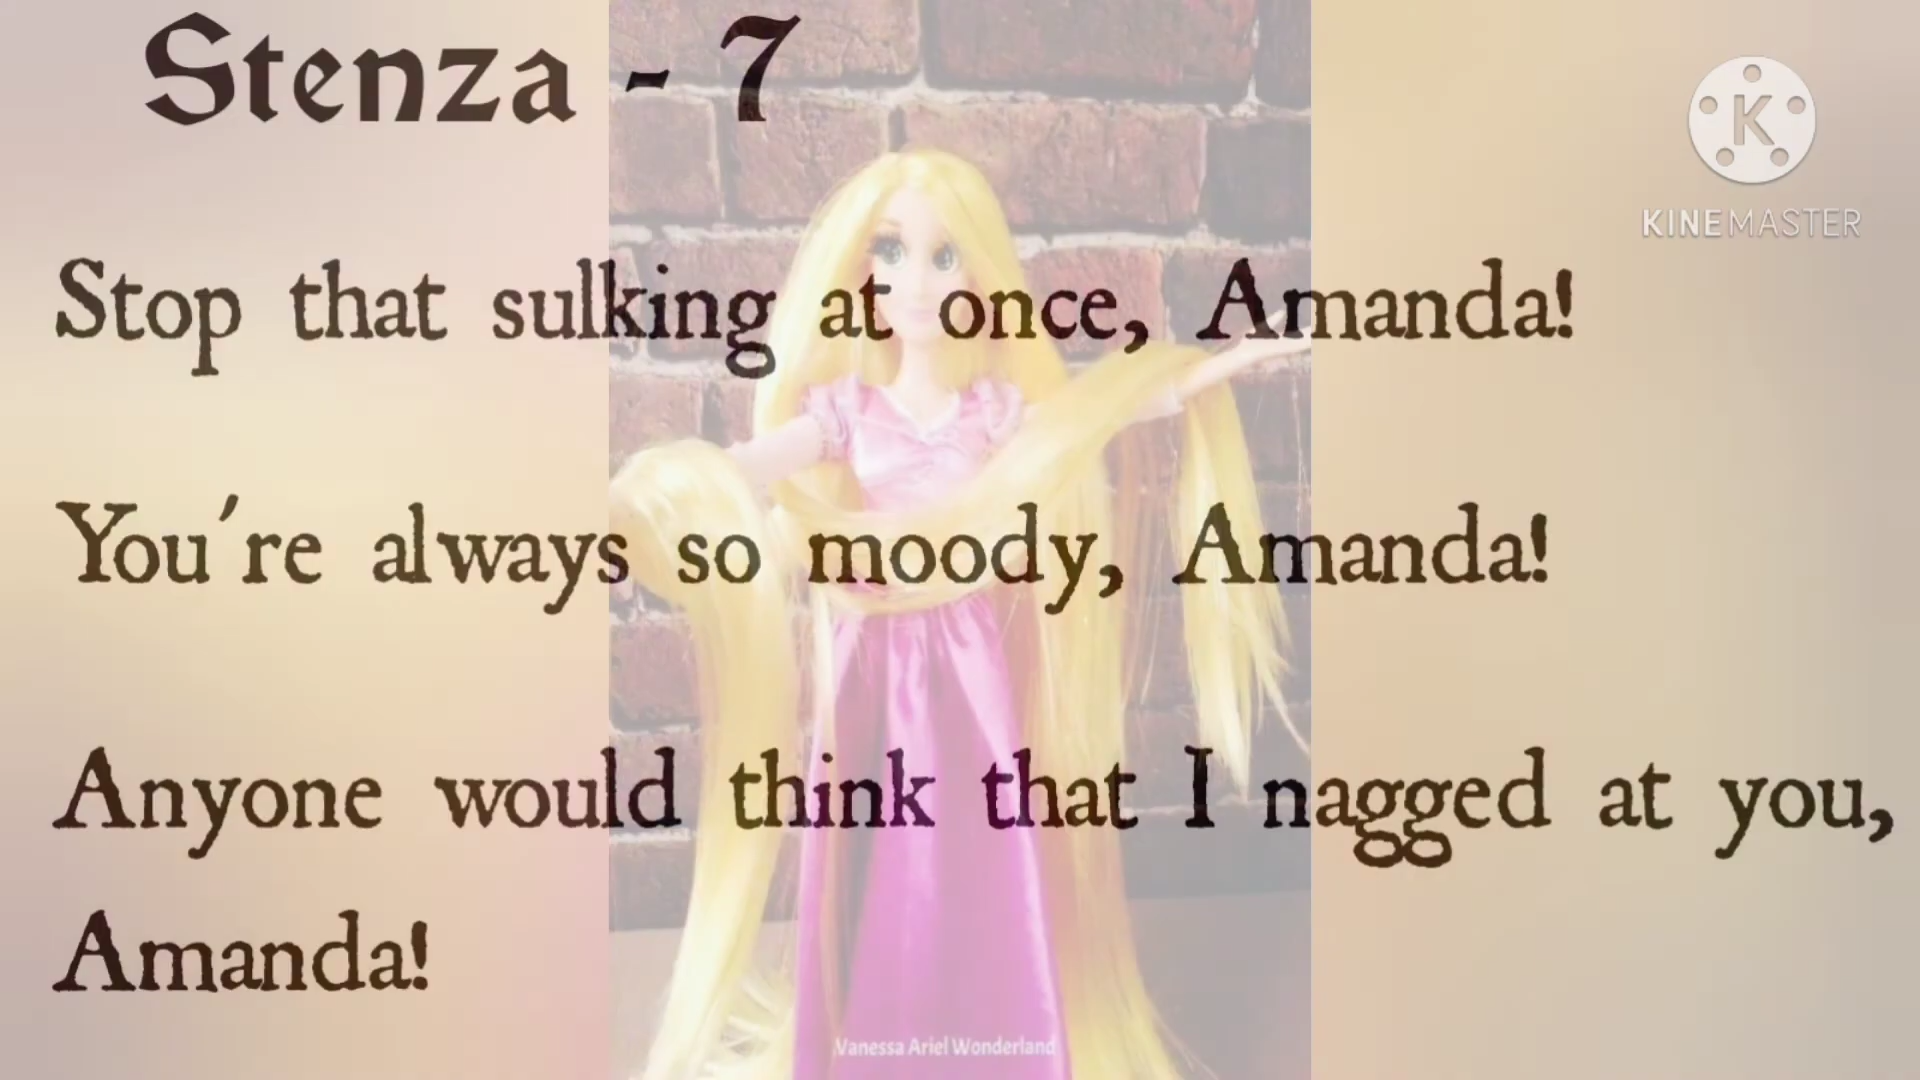 Stenza - 7
K
KINEMASTER
Stop that sulking at once, Amanda!
You're always so moody, Amanda!
Anyone would think that I nagged at you,
Amanda!
Vanessa Ariel Wonderland